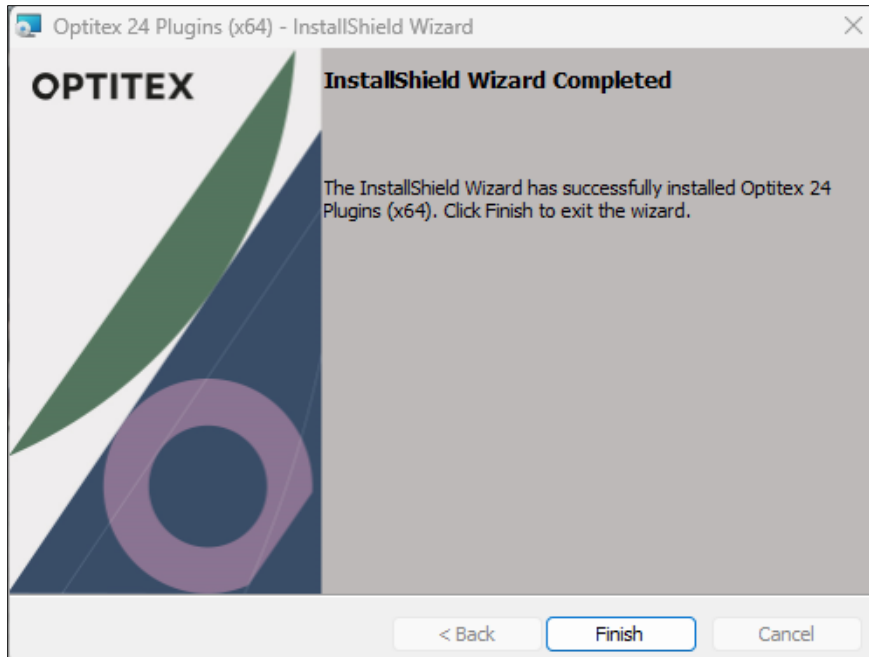 Optitex 24 Plugins (x64) - InstallShield Wizard
OPTITEX
InstallShield Wizard Completed
The InstallShield Wizard has successfully installed Optitex 24
Plugins (x64). Click Finish to exit the wizard.
< Back
Finish
Cancel